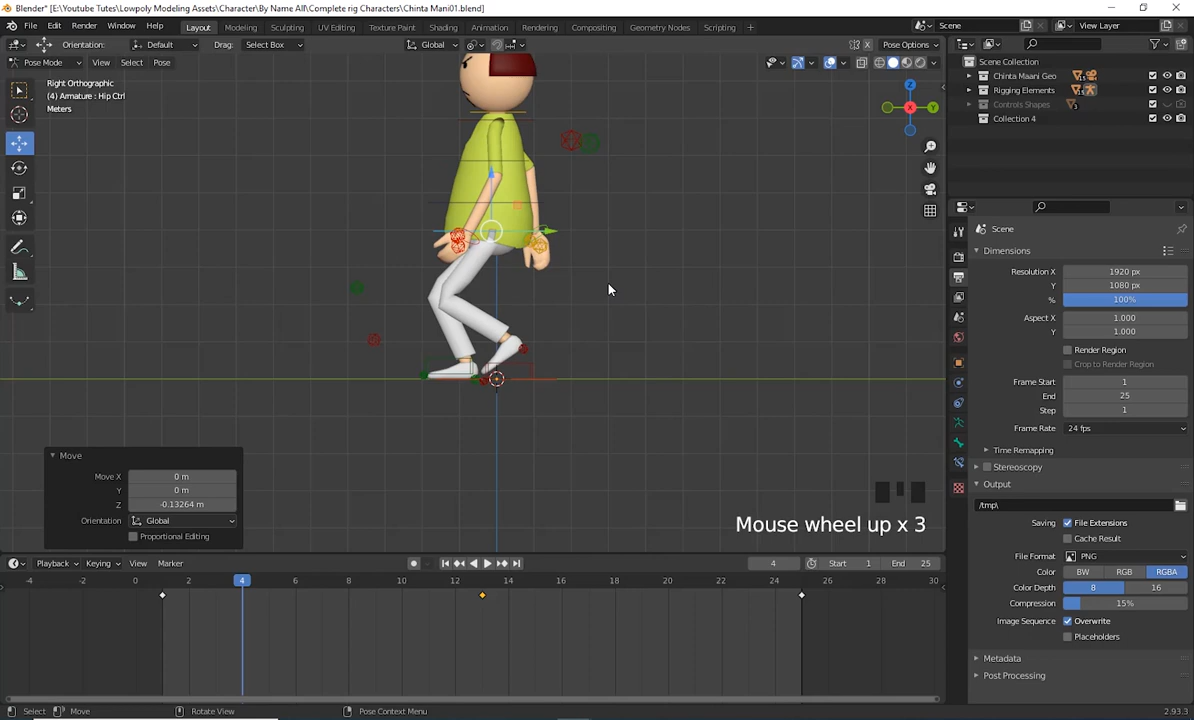 Blender* [E:\Youtube Tutes\Lowpoly Modeling Assets\Character\By Name All\Complete rig Characters\Chinta Mani01.blend]
File Edit Render Window Help Layout Modeling Sculpting UV Editing Texture Paint Shading Animation Rendering Compositing Geometry Nodes Scripting + Scene View Layer
Orientation: Default Drag: Select Box Global Pose Options
Pose Mode View Select Pose
Right Orthographic
(4) Armature : Hip Ctrl
Meters
Z
X
Y
Scene Collection
Chinta Maani Geo 15
Rigging Elements 15
Controls Shapes 3
Collection 4
Scene
Dimensions
Resolution X 1920 px
Y 1080 px
% 100%
Aspect X 1.000
Y 1.000
Render Region
Crop to Render Region
Frame Start 1
End 25
Step 1
Frame Rate 24 fps
Time Remapping
Stereoscopy
Output
/tmp\
Saving File Extensions
Cache Result
File Format PNG
Color BW RGB RGBA
Color Depth 8 16
Compression 15%
Image Sequence Overwrite
Placeholders
Metadata
Post Processing
Move
Move X 0 m
Y 0 m
Z -0.13264 m
Orientation Global
Proportional Editing
Mouse wheel up x 3
Playback Keying View Marker 4 Start 1 End 25
-4 -2 0 2 4 6 8 10 12 14 16 18 20 22 24 26 28 30
Select Move Rotate View Pose Context Menu 2.93.3